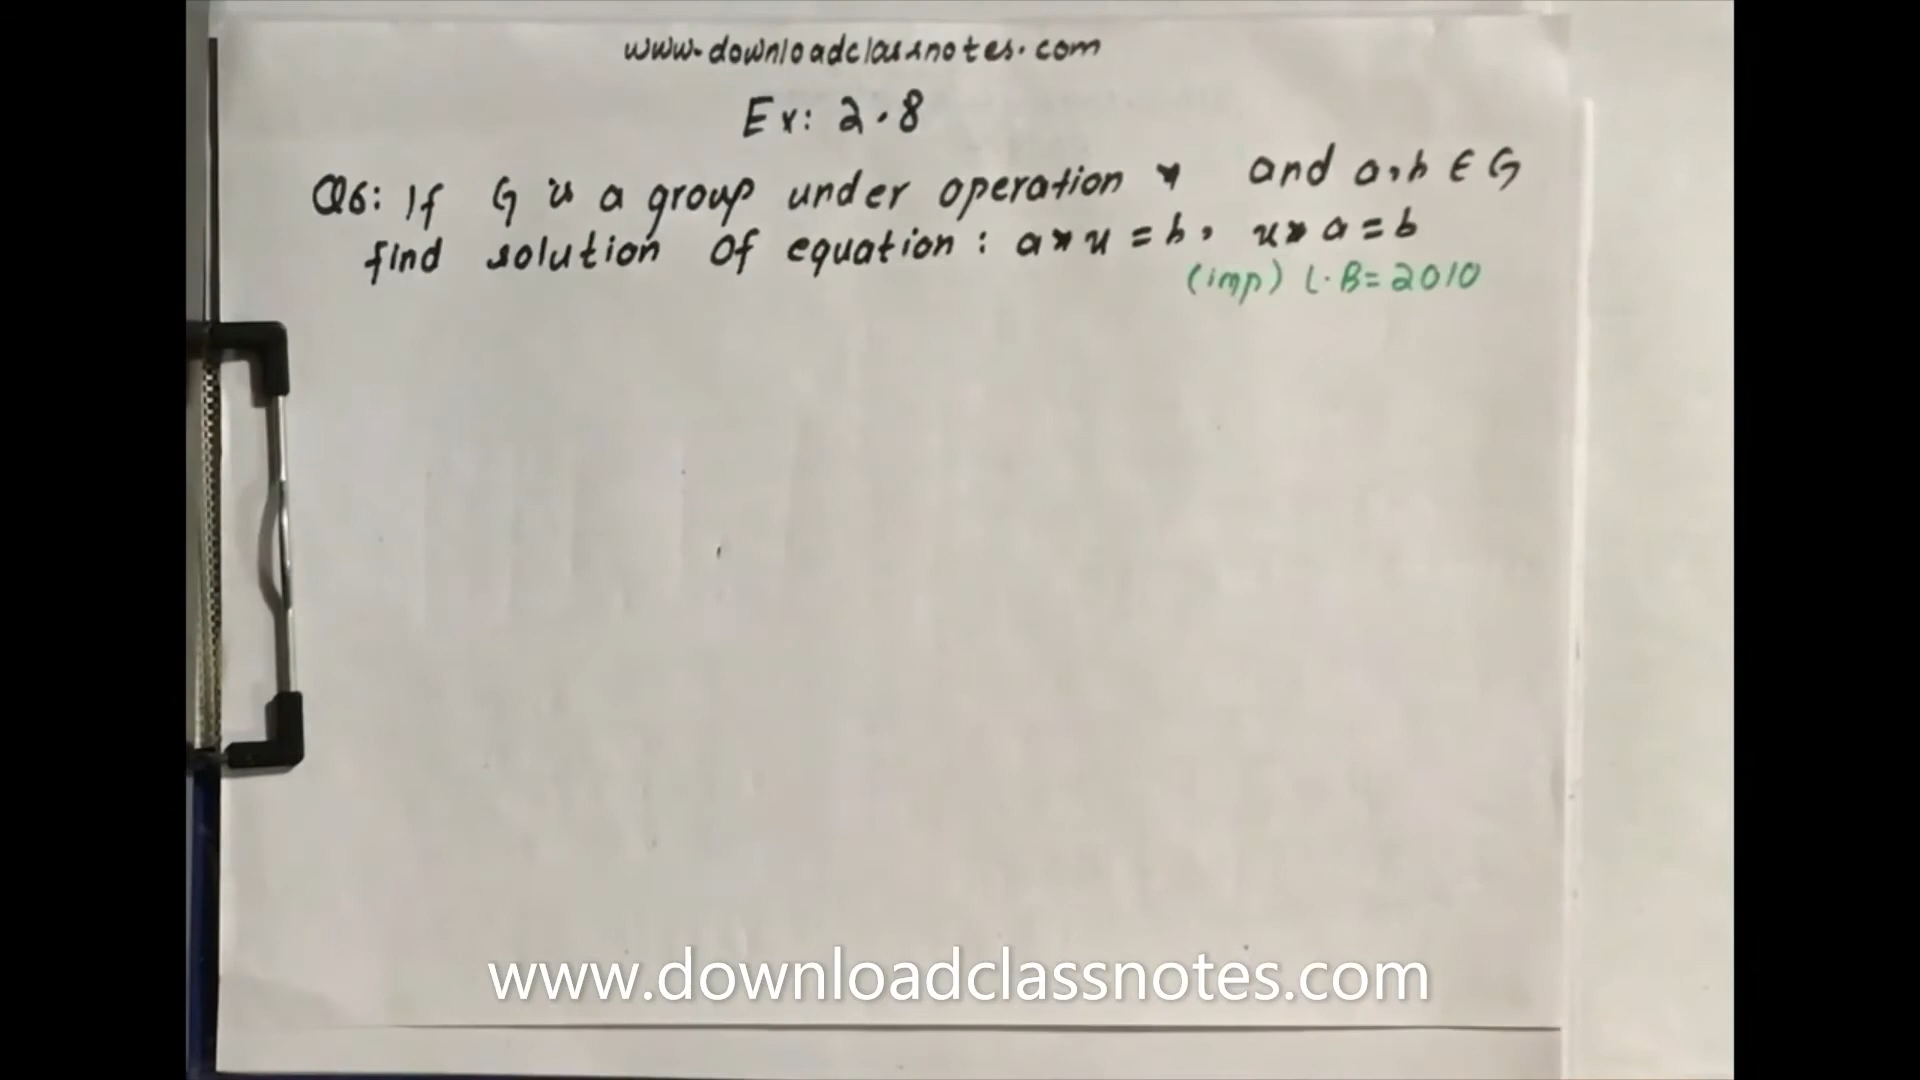 www.downloadclassnotes.com
Ex: 2.8
Q6: If G is a group under operation * and a,b ∈ G
find solution of equation: a*x = b, x*a = b
(imp) L.B=2010
www.downloadclassnotes.com